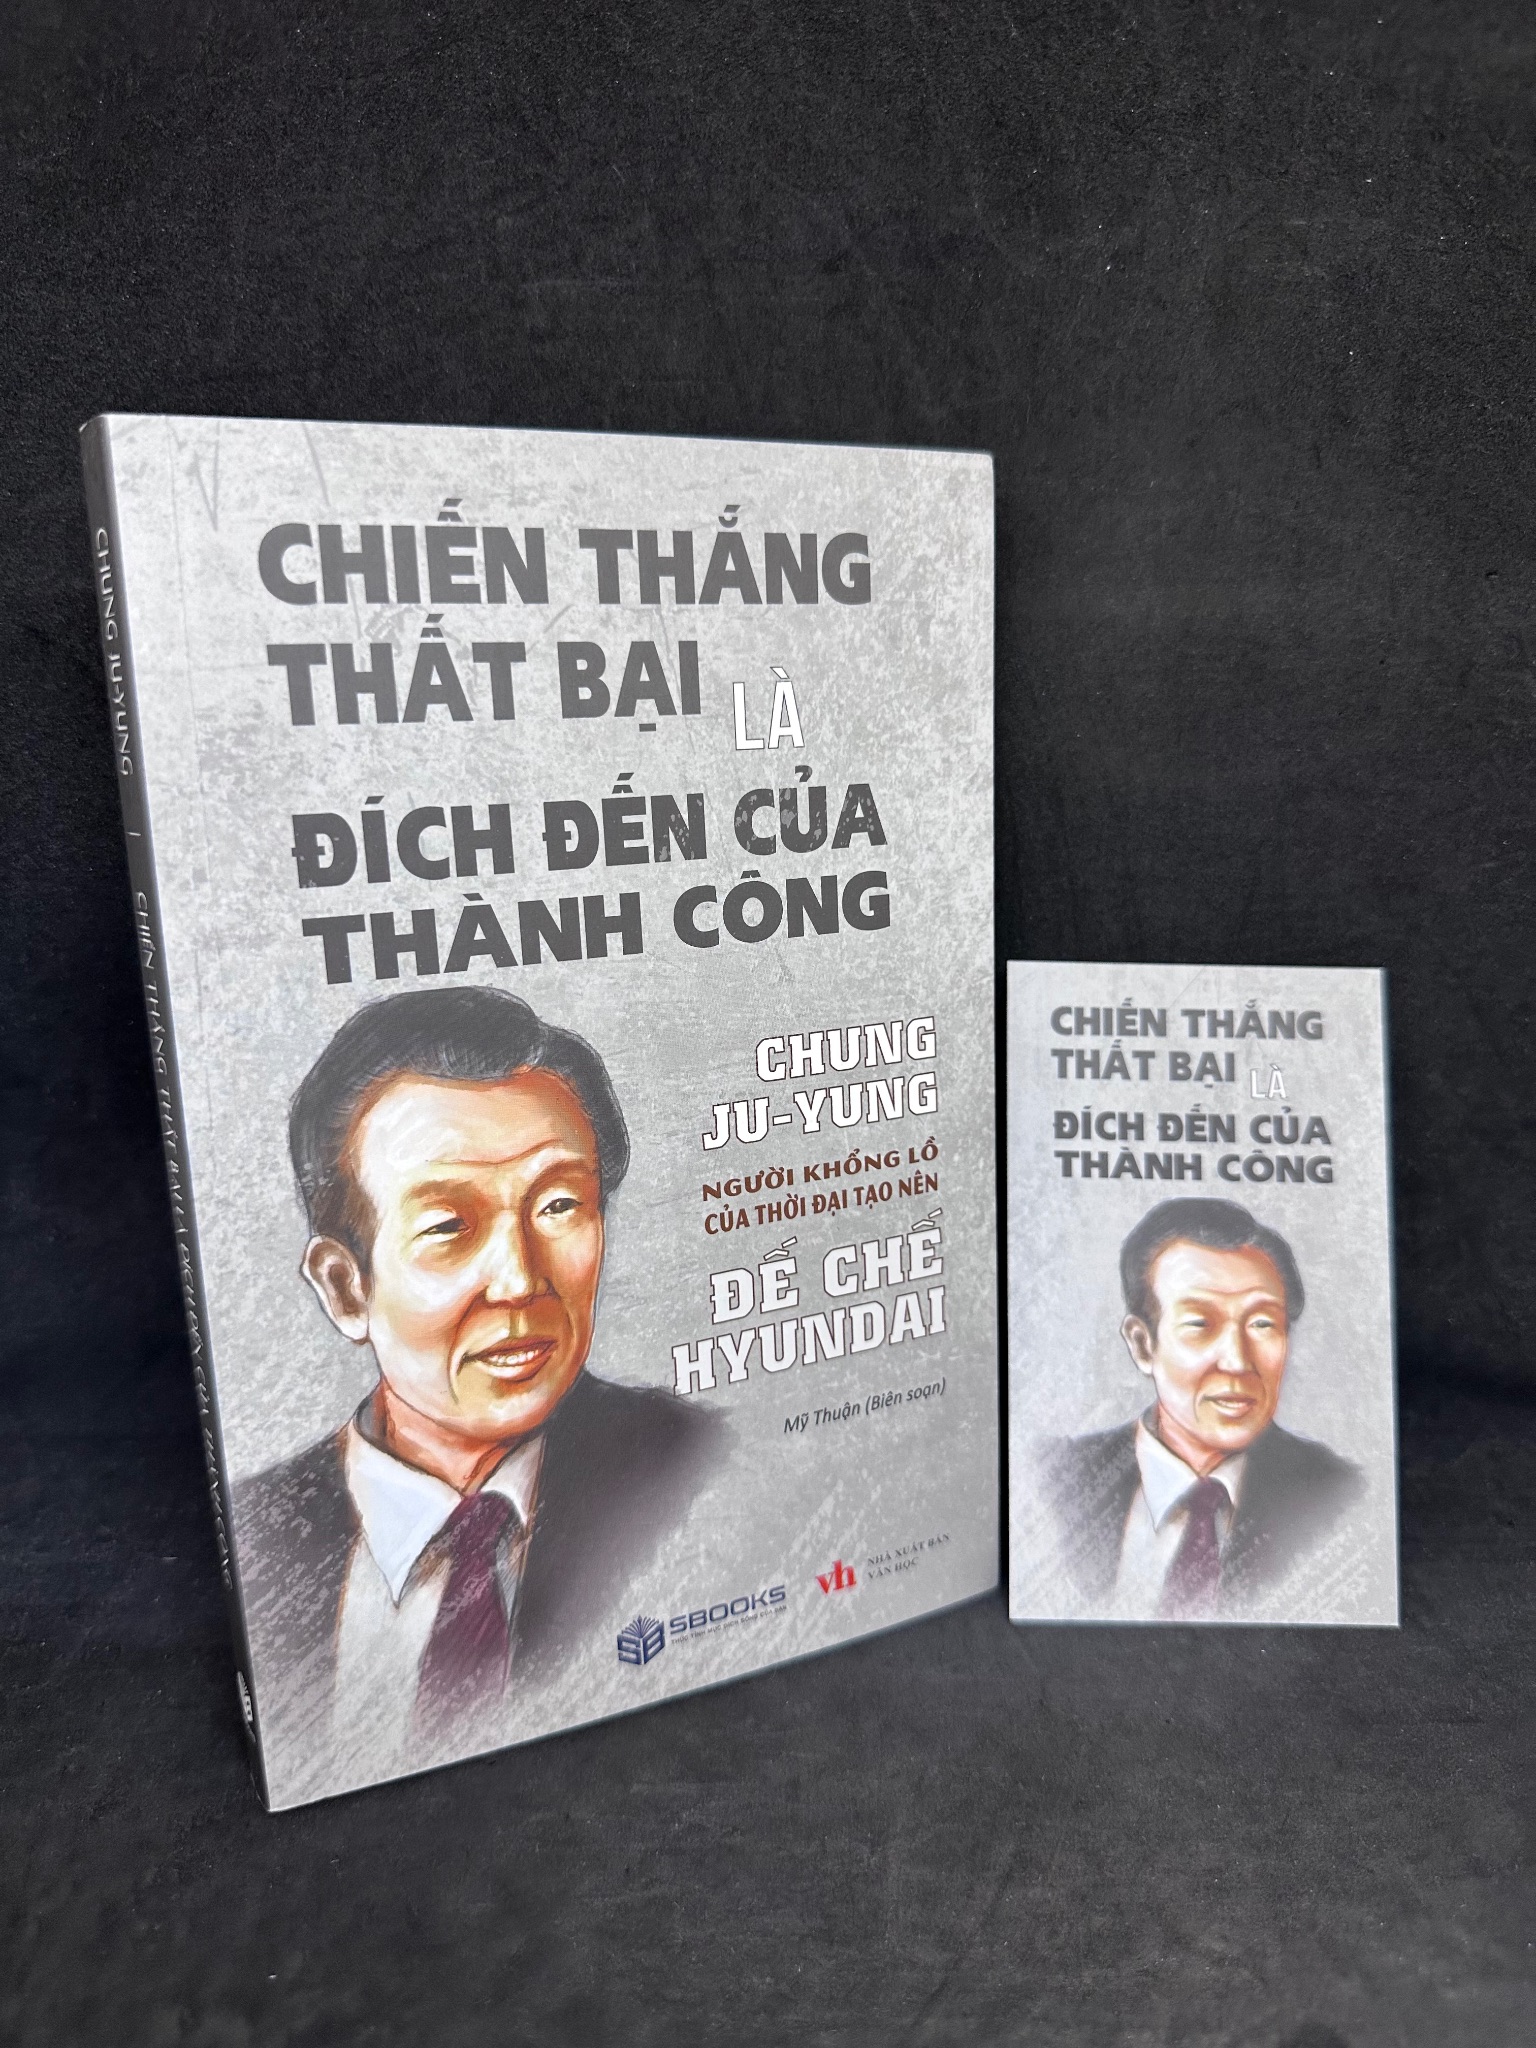 CHIẾN THẮNG
THẤT BẠI LÀ
ĐÍCH ĐẾN CỦA
THÀNH CÔNG
CHUNG
JU-YUNG
NGƯỜI KHỔNG LỒ
CỦA THỜI ĐẠI TẠO NÊN
ĐẾ CHẾ
HYUNDAI
Mỹ Thuận (Biên soạn)
SB SBOOKS
vh NHÀ XUẤT BẢN
VĂN HỌC
CHUNG JU-YUNG | CHIẾN THẮNG THẤT BẠI LÀ ĐÍCH ĐẾN CỦA THÀNH CÔNG
CHIẾN THẮNG
THẤT BẠI LÀ
ĐÍCH ĐẾN CỦA
THÀNH CÔNG